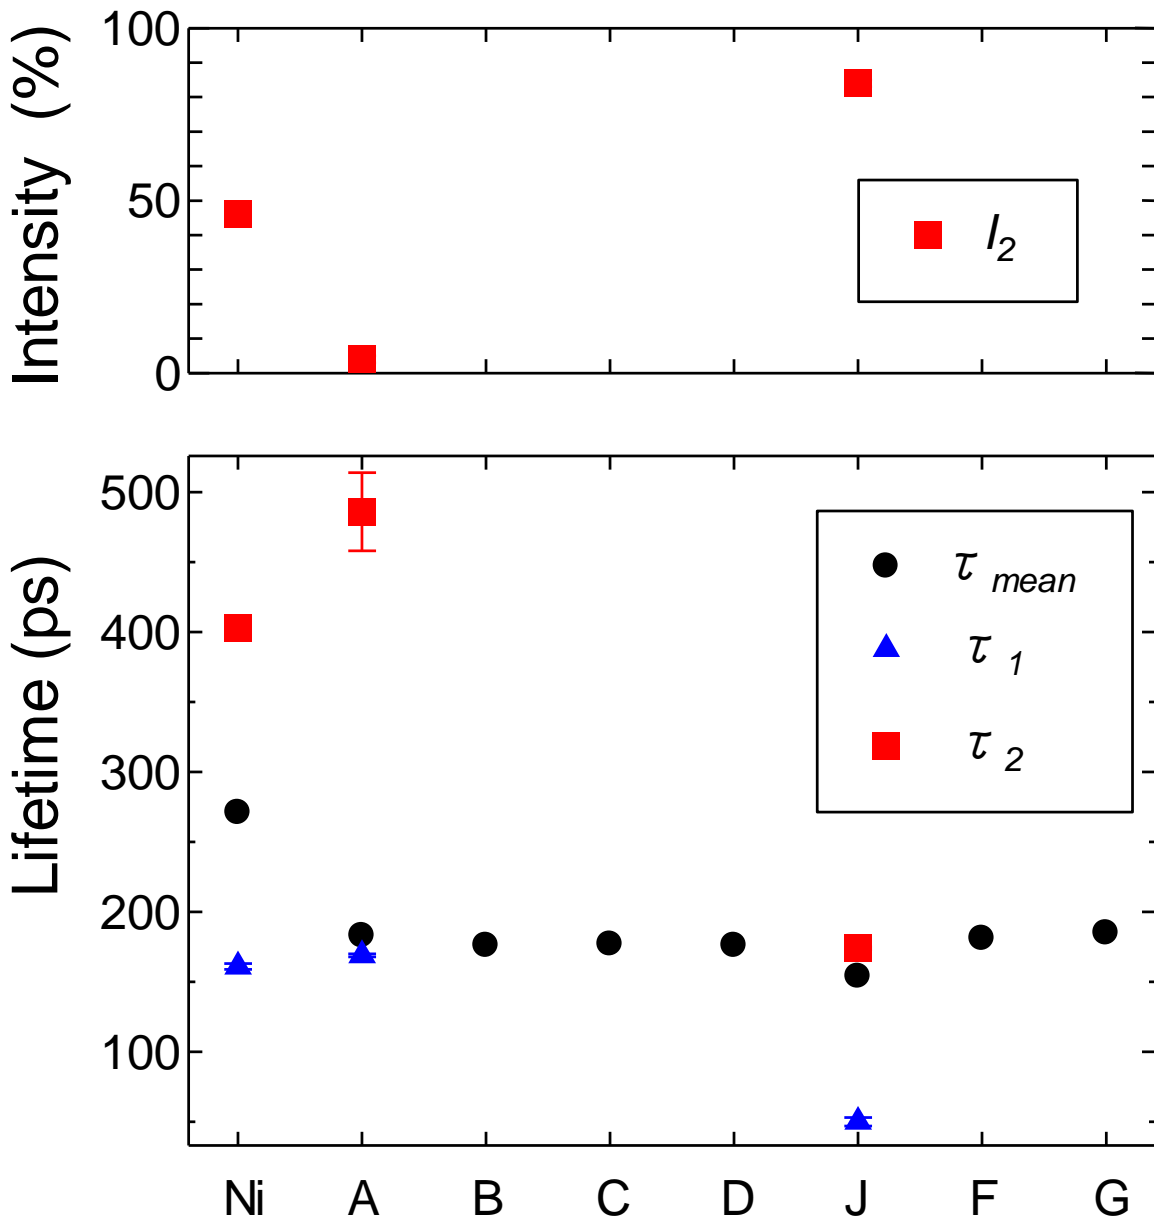 Intensity (%)
100
50
0
I2
Lifetime (ps)
500
400
300
200
100
τ mean
τ 1
τ 2
Ni A B C D J F G